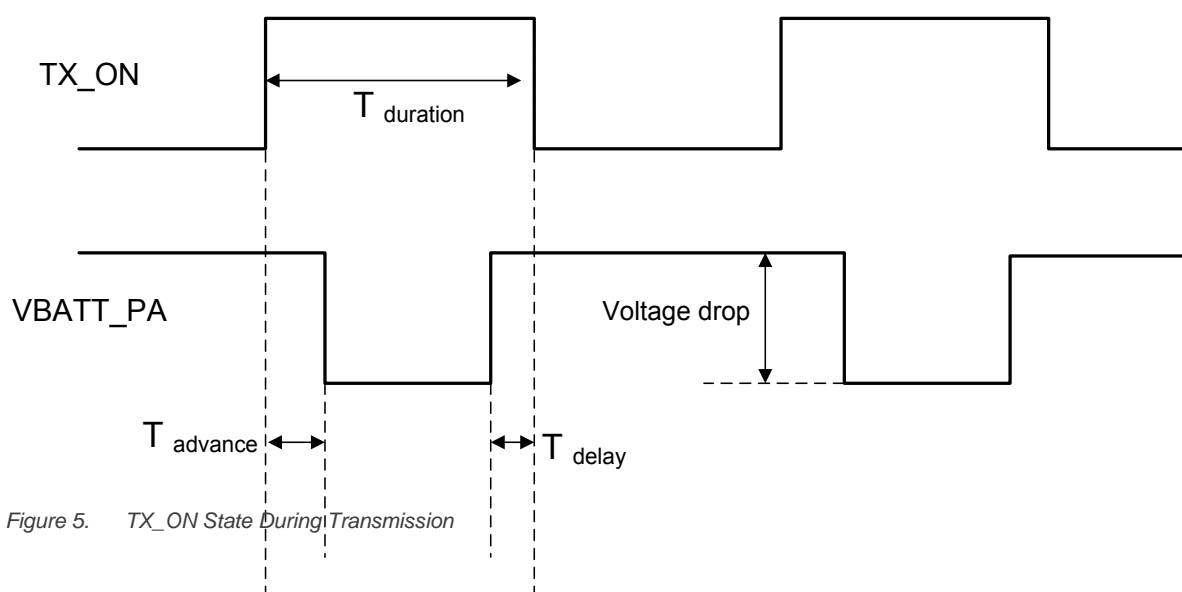 TX_ON
T duration
VBATT_PA
Voltage drop
T advance
T delay
Figure 5. TX_ON State During Transmission